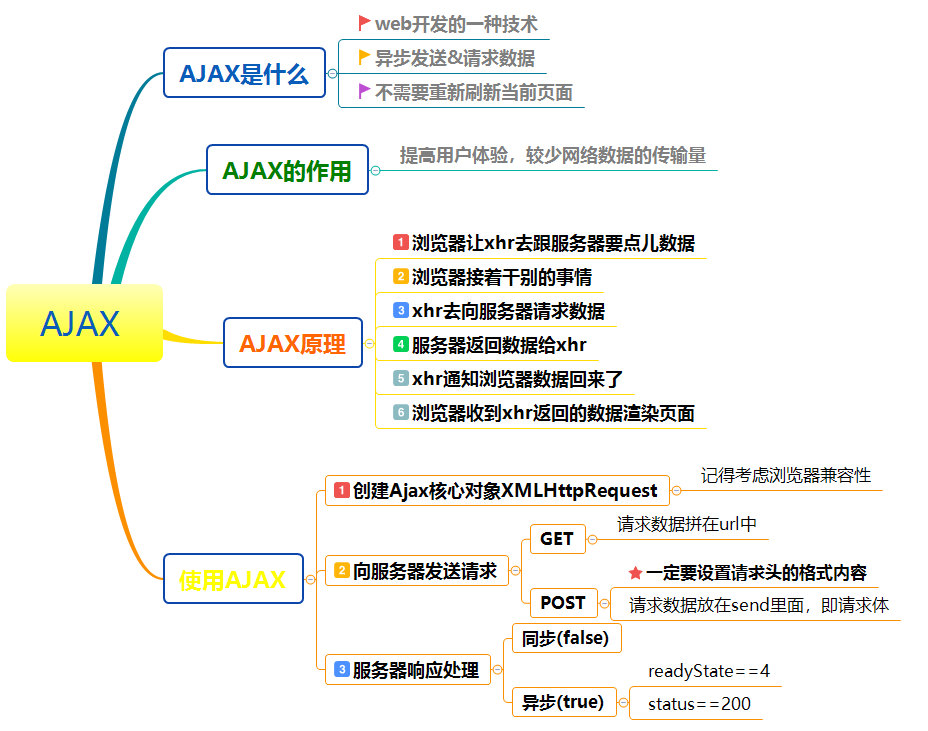 AJAX
AJAX是什么
web开发的一种技术
异步发送&请求数据
不需要重新刷新当前页面
AJAX的作用
提高用户体验，较少网络数据的传输量
AJAX原理
1 浏览器让xhr去跟服务器要点儿数据
2 浏览器接着干别的事情
3 xhr去向服务器请求数据
4 服务器返回数据给xhr
5 xhr通知浏览器数据回来了
6 浏览器收到xhr返回的数据渲染页面
使用AJAX
1 创建Ajax核心对象XMLHttpRequest
记得考虑浏览器兼容性
2 向服务器发送请求
GET
请求数据拼在url中
POST
一定要设置请求头的格式内容
请求数据放在send里面，即请求体
3 服务器响应处理
同步(false)
异步(true)
readyState==4
status==200